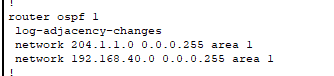 !
router ospf 1
log-adjacency-changes
network 204.1.1.0 0.0.0.255 area 1
network 192.168.40.0 0.0.0.255 area 1
!